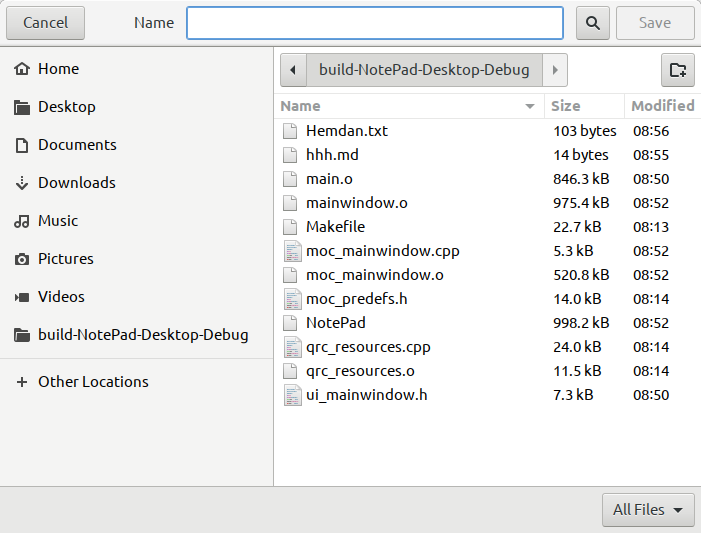 Cancel Name Save
Home
Desktop
Documents
Downloads
Music
Pictures
Videos
build-NotePad-Desktop-Debug
Other Locations
build-NotePad-Desktop-Debug
Name Size Modified
Hemdan.txt 103 bytes 08:56
hhh.md 14 bytes 08:55
main.o 846.3 kB 08:50
mainwindow.o 975.4 kB 08:52
Makefile 22.7 kB 08:13
moc_mainwindow.cpp 5.3 kB 08:52
moc_mainwindow.o 520.8 kB 08:52
moc_predefs.h 14.0 kB 08:14
NotePad 998.2 kB 08:52
qrc_resources.cpp 24.0 kB 08:14
qrc_resources.o 11.5 kB 08:14
ui_mainwindow.h 7.3 kB 08:50
All Files